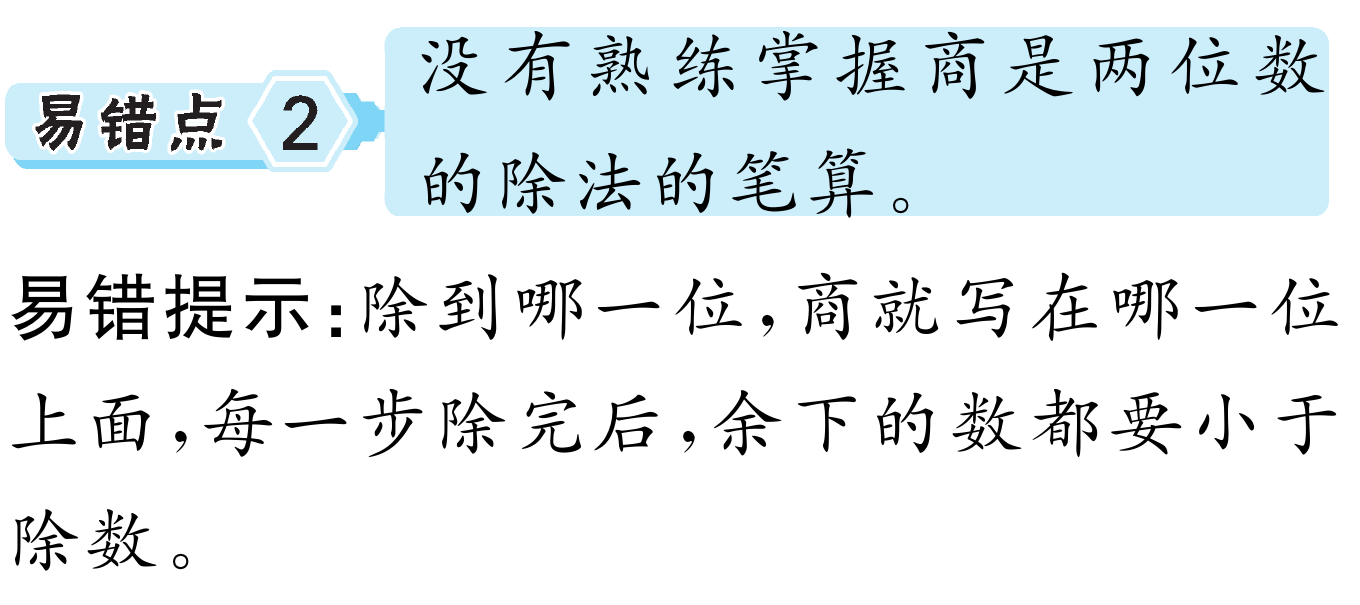 易错点 2
没有熟练掌握商是两位数
的除法的笔算。
易错提示:除到哪一位,商就写在哪一位
上面,每一步除完后,余下的数都要小于
除数。